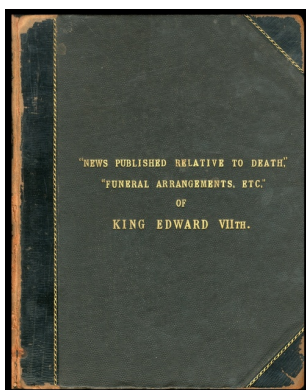 "NEWS PUBLISHED RELATIVE TO DEATH,"
"FUNERAL ARRANGEMENTS, ETC."
OF
KING EDWARD VIITH.